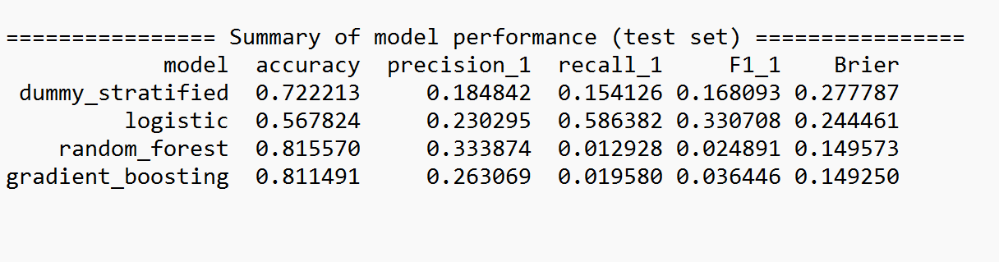 ================ Summary of model performance (test set) ================
model accuracy precision_1 recall_1 F1_1 Brier
dummy_stratified 0.722213 0.184842 0.154126 0.168093 0.277787
logistic 0.567824 0.230295 0.586382 0.330708 0.244461
random_forest 0.815570 0.333874 0.012928 0.024891 0.149573
gradient_boosting 0.811491 0.263069 0.019580 0.036446 0.149250